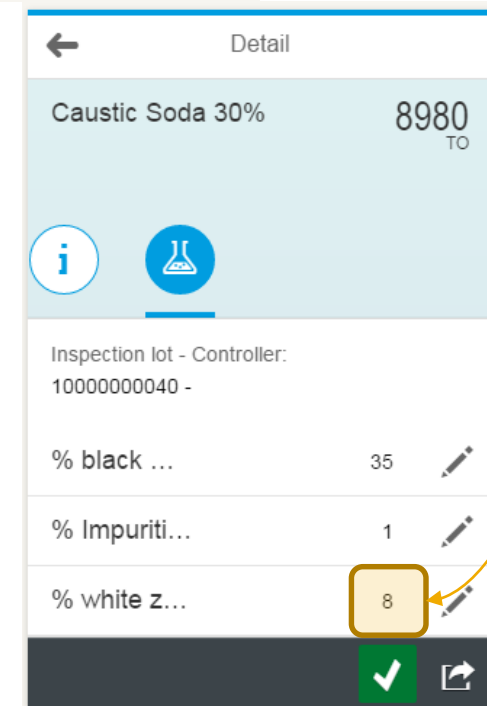 Detail
Caustic Soda 30% 8980
TO
i
Inspection lot - Controller:
10000000040 -
% black ... 35
% Impuriti... 1
% white z... 8